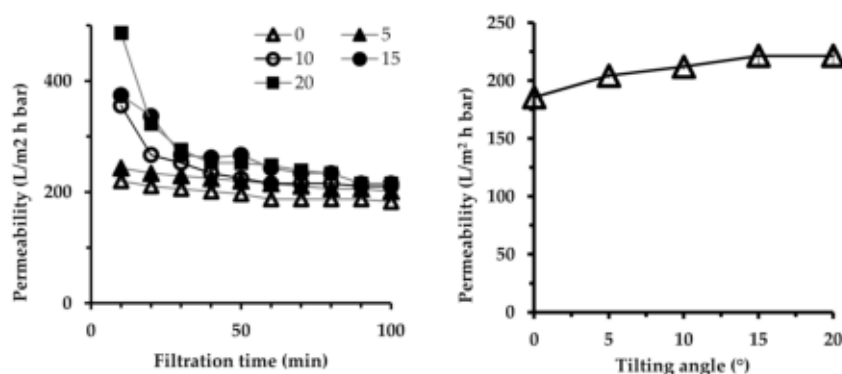 0 5
10 15
20
400
200
0
Permeability (L/m2 h bar)
0 50 100
Filtration time (min)
250
200
150
100
50
0
Permeability (L/m² h bar)
0 5 10 15 20
Tilting angle (°)